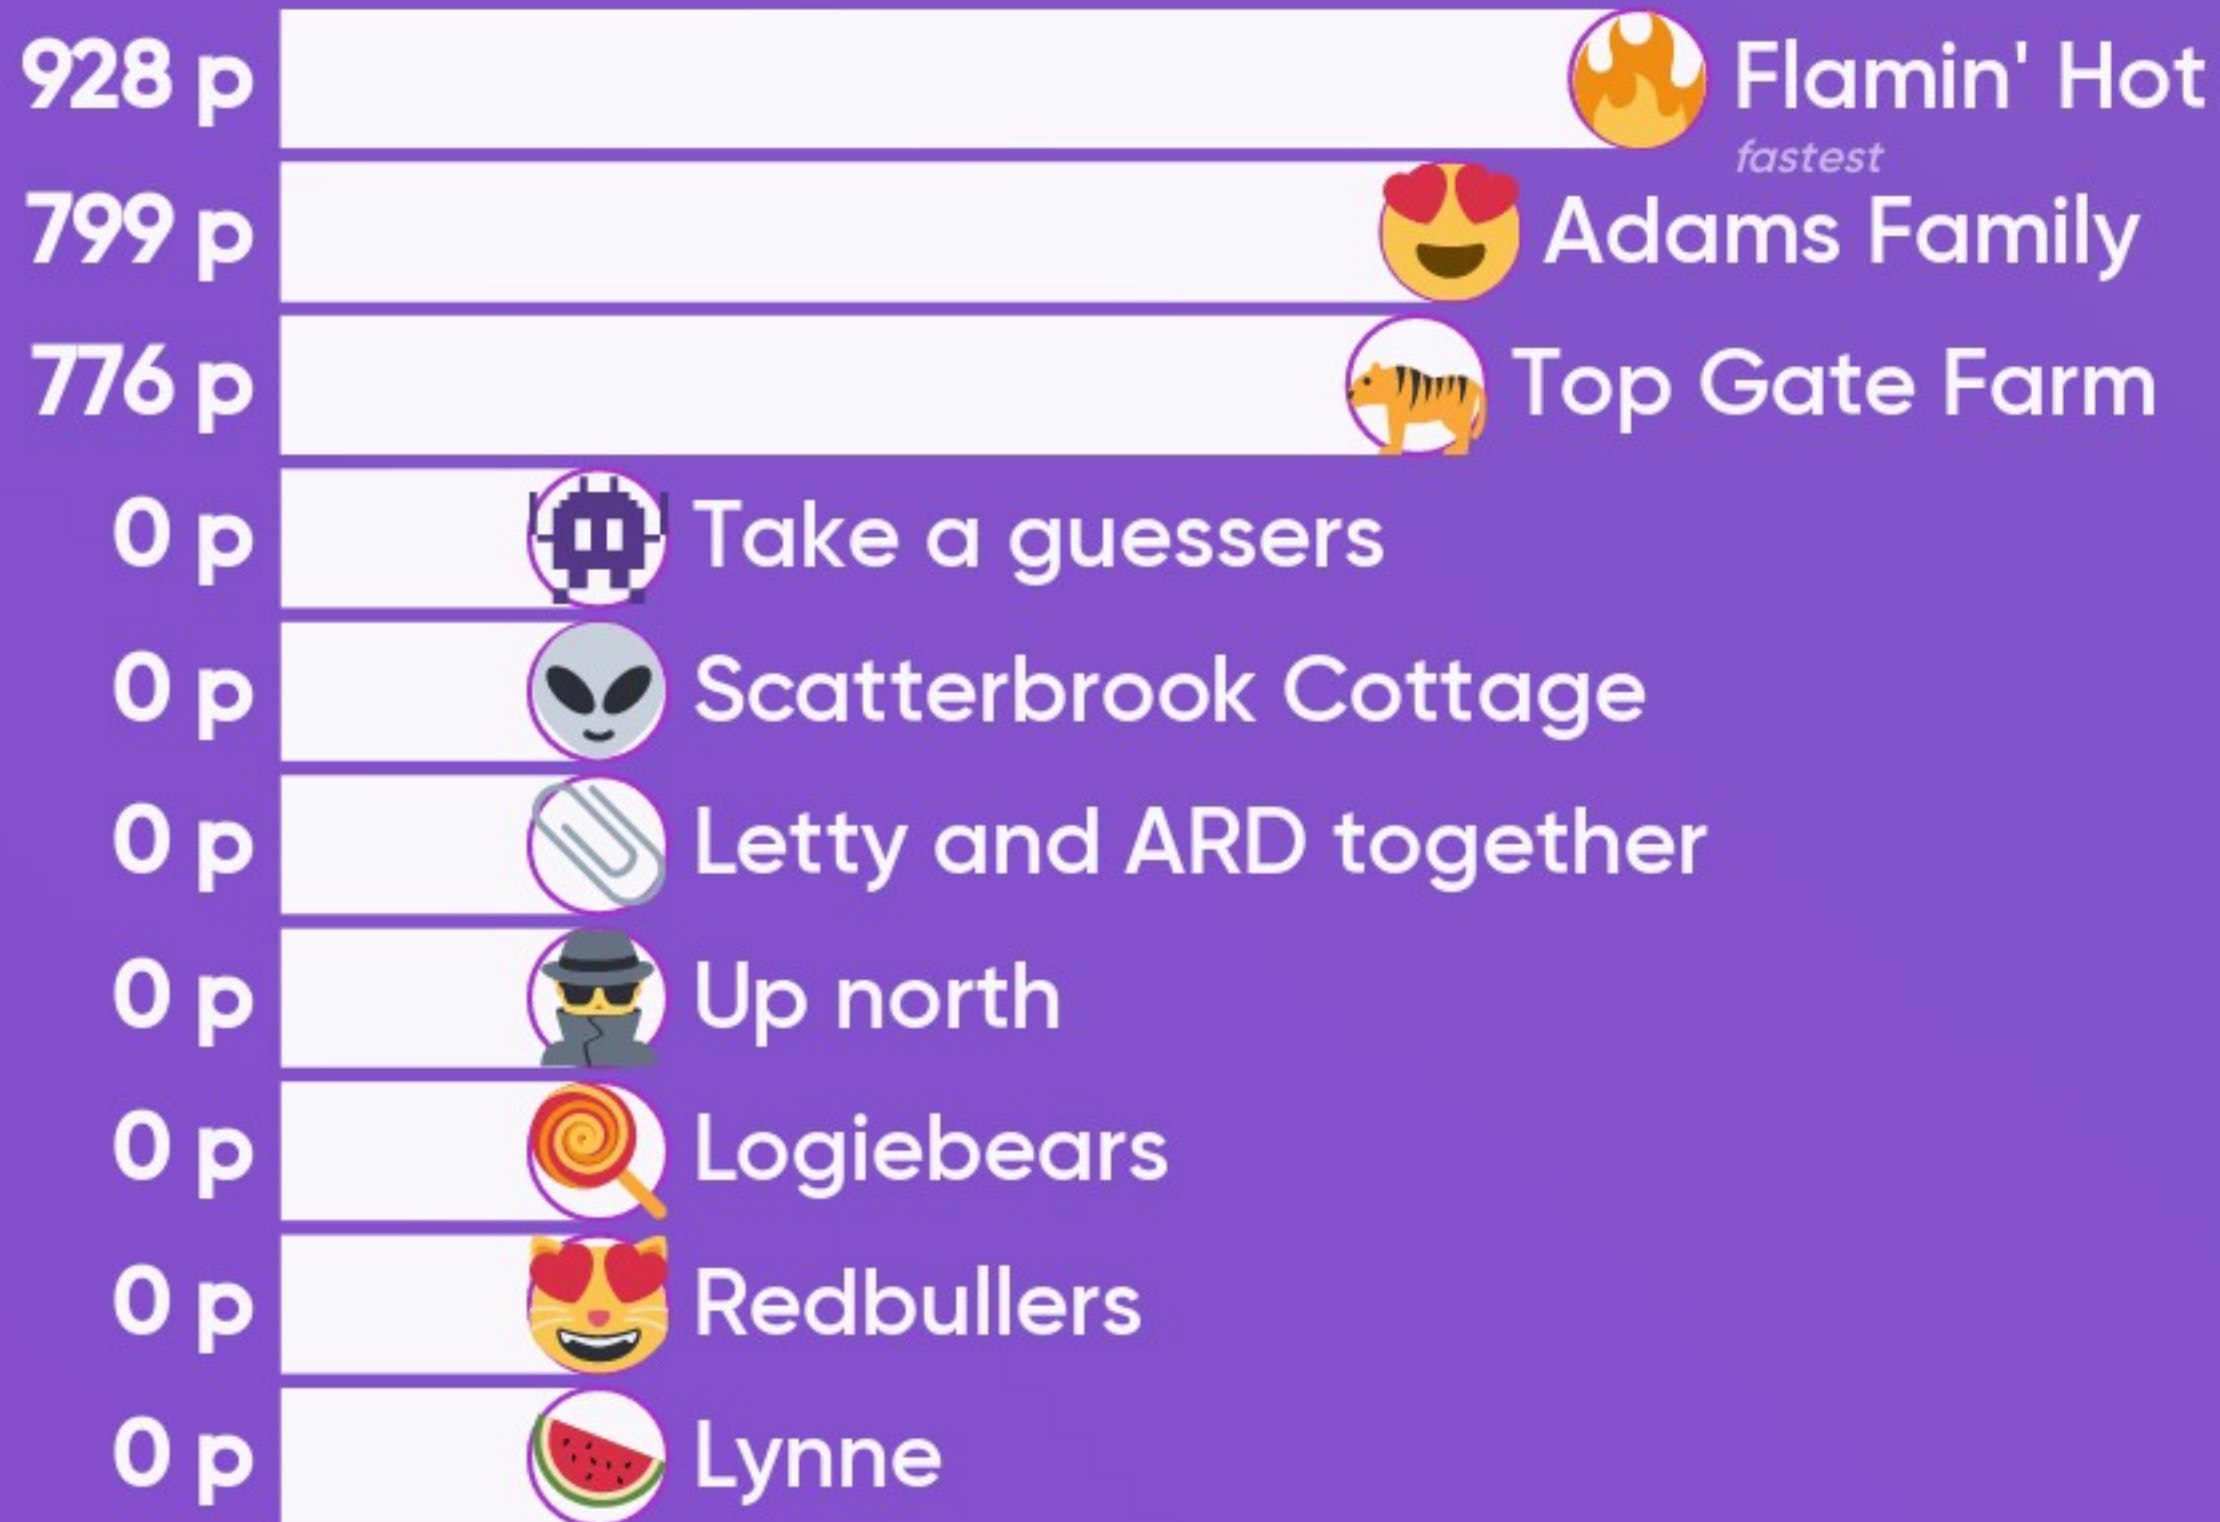 928 p Flamin' Hot
fastest
799 p Adams Family
776 p Top Gate Farm
0 p Take a guessers
0 p Scatterbrook Cottage
0 p Letty and ARD together
0 p Up north
0 p Logiebears
0 p Redbullers
0 p Lynne